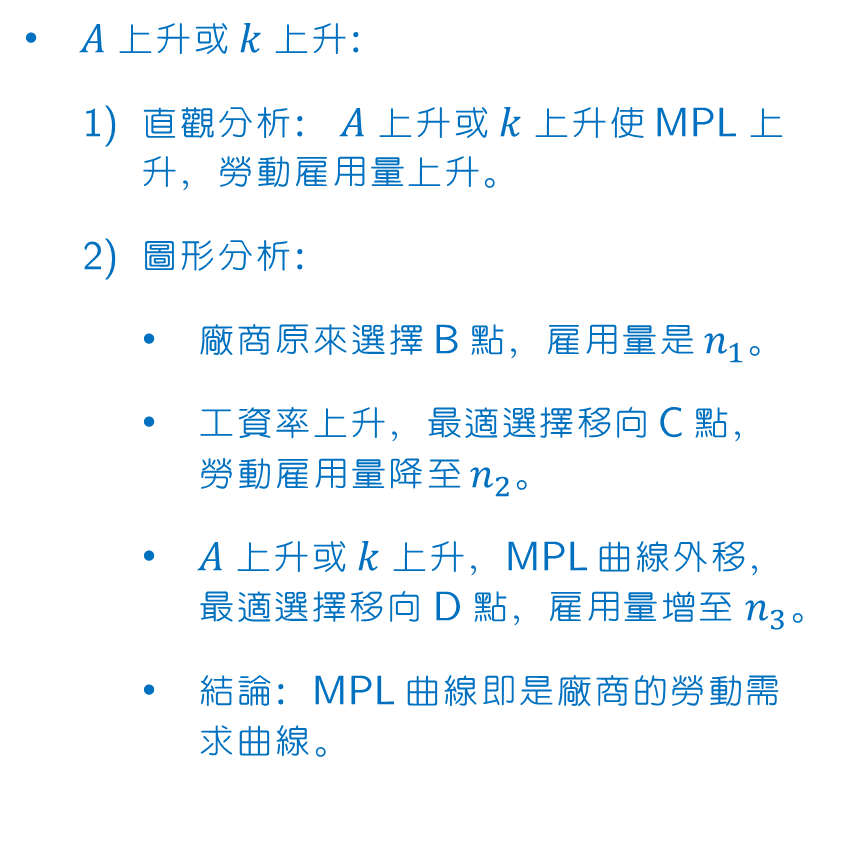 • A 上升或 k 上升：
1) 直觀分析： A 上升或 k 上升使 MPL 上
升，勞動雇用量上升。
2) 圖形分析：
• 廠商原來選擇 B 點，雇用量是 n₁。
• 工資率上升，最適選擇移向 C 點，
勞動雇用量降至 n₂。
• A 上升或 k 上升，MPL 曲線外移，
最適選擇移向 D 點，雇用量增至 n₃。
• 結論：MPL 曲線即是廠商的勞動需
求曲線。